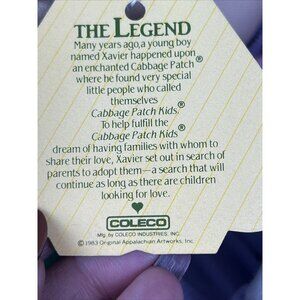 THE LEGEND
Many years ago, a young boy
named Xavier happened upon
an enchanted Cabbage Patch®
where he found very special
little people who called
themselves
Cabbage Patch Kids®
To help fulfill the
Cabbage Patch Kids®
dream of having families with whom to
share their love, Xavier set out in search of
parents to adopt them—a search that will
continue as long as there are children
looking for love.
COLECO
Mfg. by COLECO INDUSTRIES, INC.
© 1983 Original Appalachian Artworks, Inc.